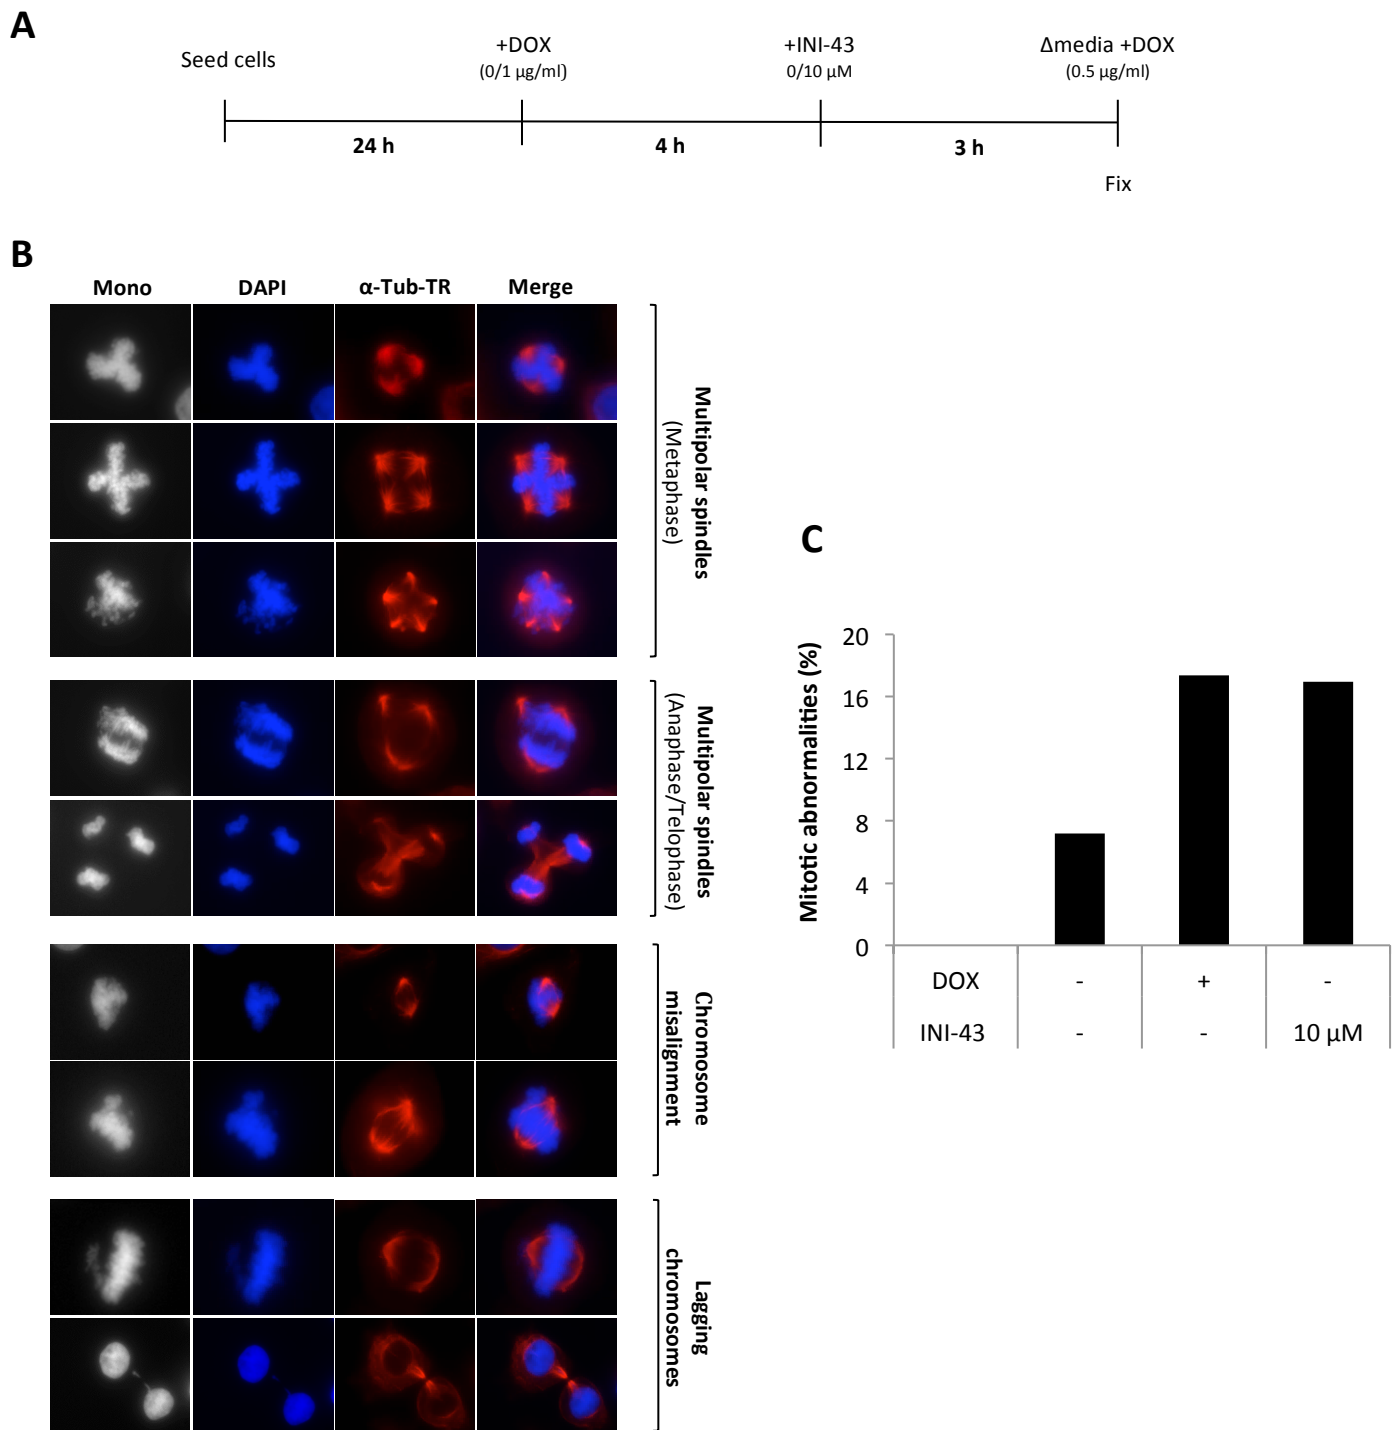 A
Seed cells
+DOX
(0/1 µg/ml)
+INI-43
0/10 µM
Δmedia +DOX
(0.5 µg/ml)
24 h
4 h
3 h
Fix
B
Mono
DAPI
α-Tub-TR
Merge
Multipolar spindles
(Metaphase)
Multipolar spindles
(Anaphase/Telophase)
Chromosome
misalignment
Lagging
chromosomes
C
Mitotic abnormalities (%)
20
16
12
8
4
0
DOX - + -
INI-43 - - 10 µM